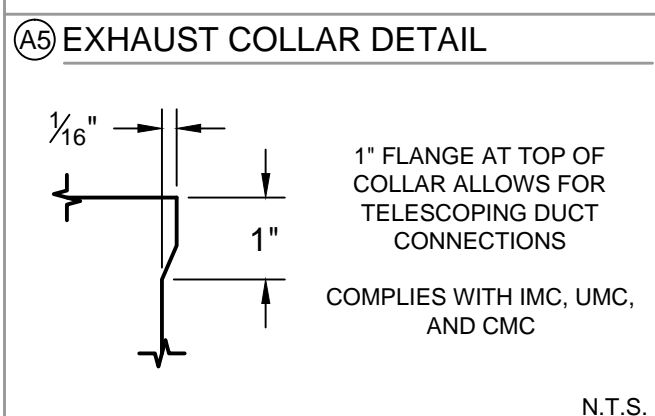 A5 EXHAUST COLLAR DETAIL
1/16"
1"
1" FLANGE AT TOP OF
COLLAR ALLOWS FOR
TELESCOPING DUCT
CONNECTIONS
COMPLIES WITH IMC, UMC,
AND CMC
N.T.S.